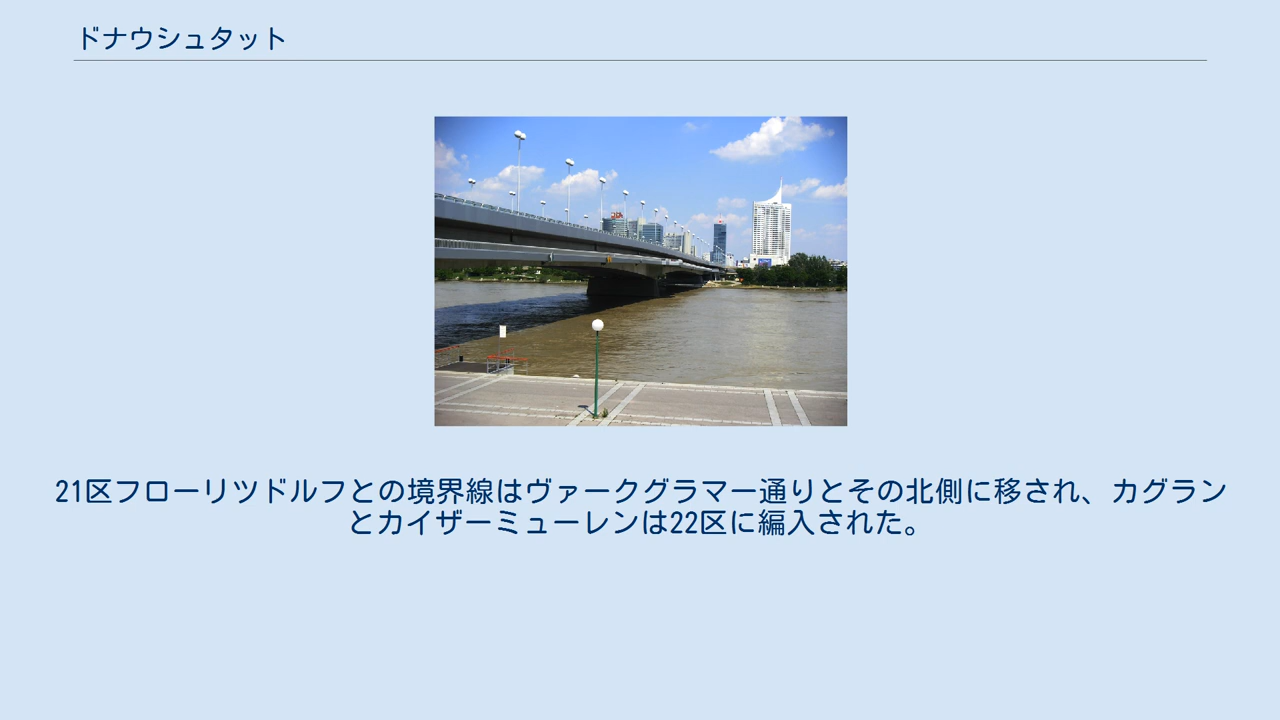 ドナウシュタット
21区フローリツドルフとの境界線はヴァークグラマー通りとその北側に移され、カグラン
とカイザーミューレンは22区に編入された。